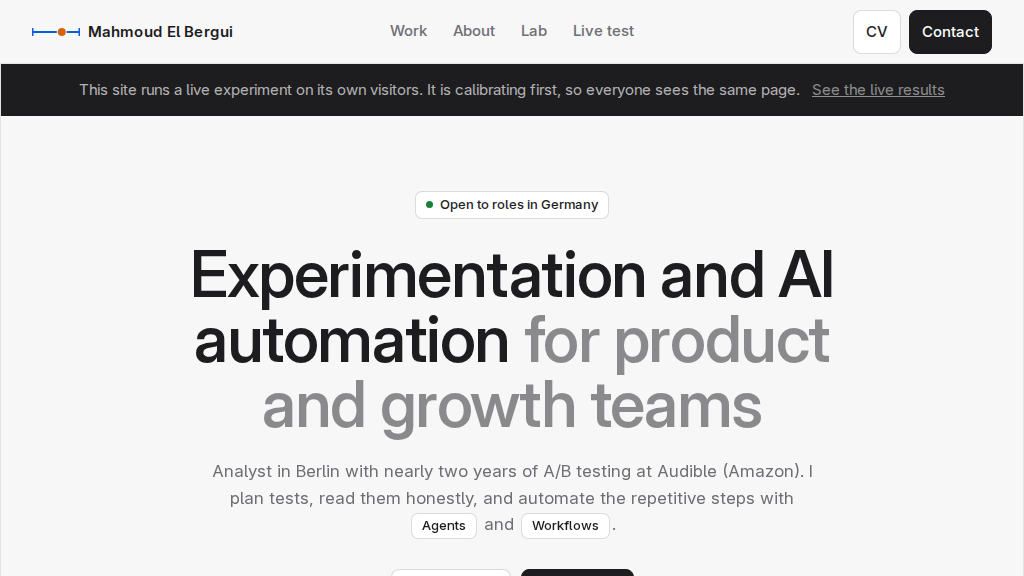 Mahmoud El Bergui
Work
About
Lab
Live test
CV
Contact
This site runs a live experiment on its own visitors. It is calibrating first, so everyone sees the same page. See the live results
Open to roles in Germany
Experimentation and AI
automation for product
and growth teams
Analyst in Berlin with nearly two years of A/B testing at Audible (Amazon). I
plan tests, read them honestly, and automate the repetitive steps with
Agents and Workflows .